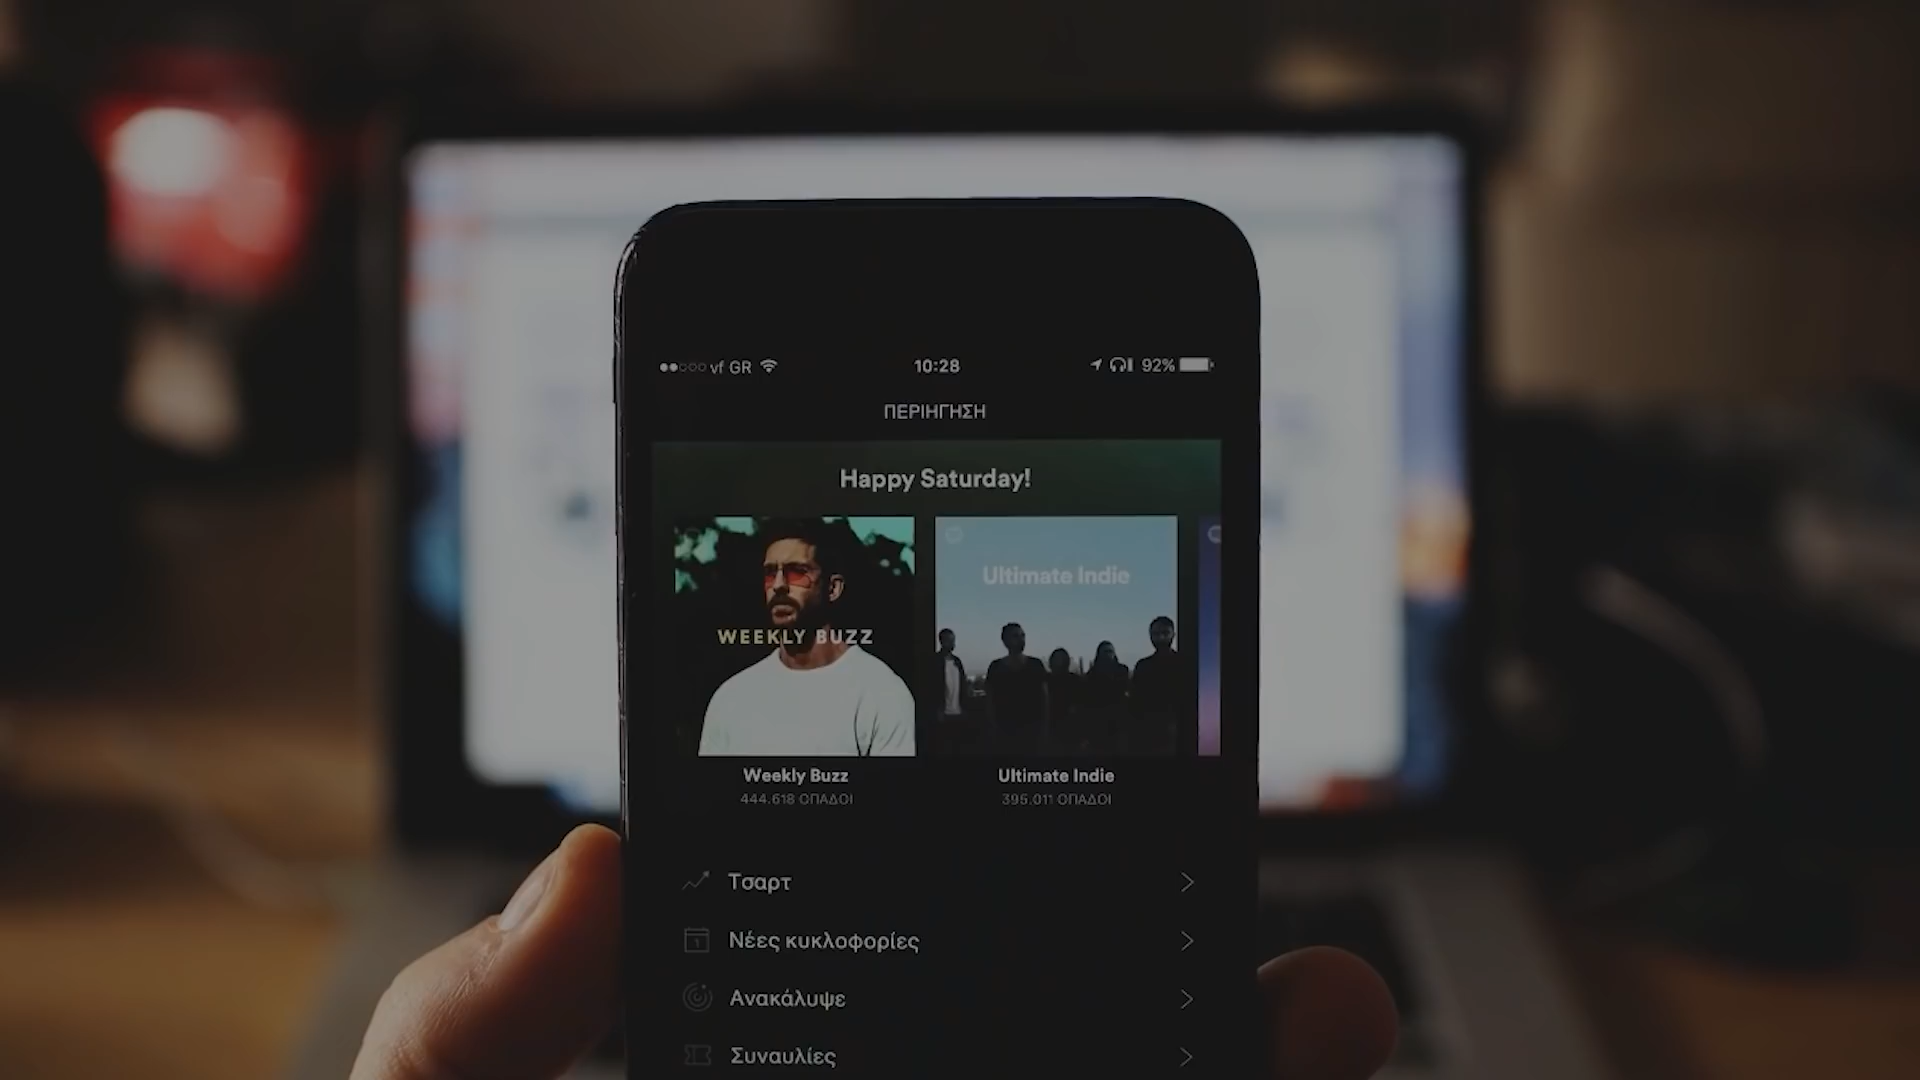 vf GR 10:28 92%
ΠΕΡΙΗΓΗΣΗ
Happy Saturday!
WEEKLY BUZZ
Ultimate Indie
Weekly Buzz
444.618 ΟΠΑΔΟΙ
Ultimate Indie
395.011 ΟΠΑΔΟΙ
Τσαρτ
Νέες κυκλοφορίες
Ανακάλυψε
Συναυλίες